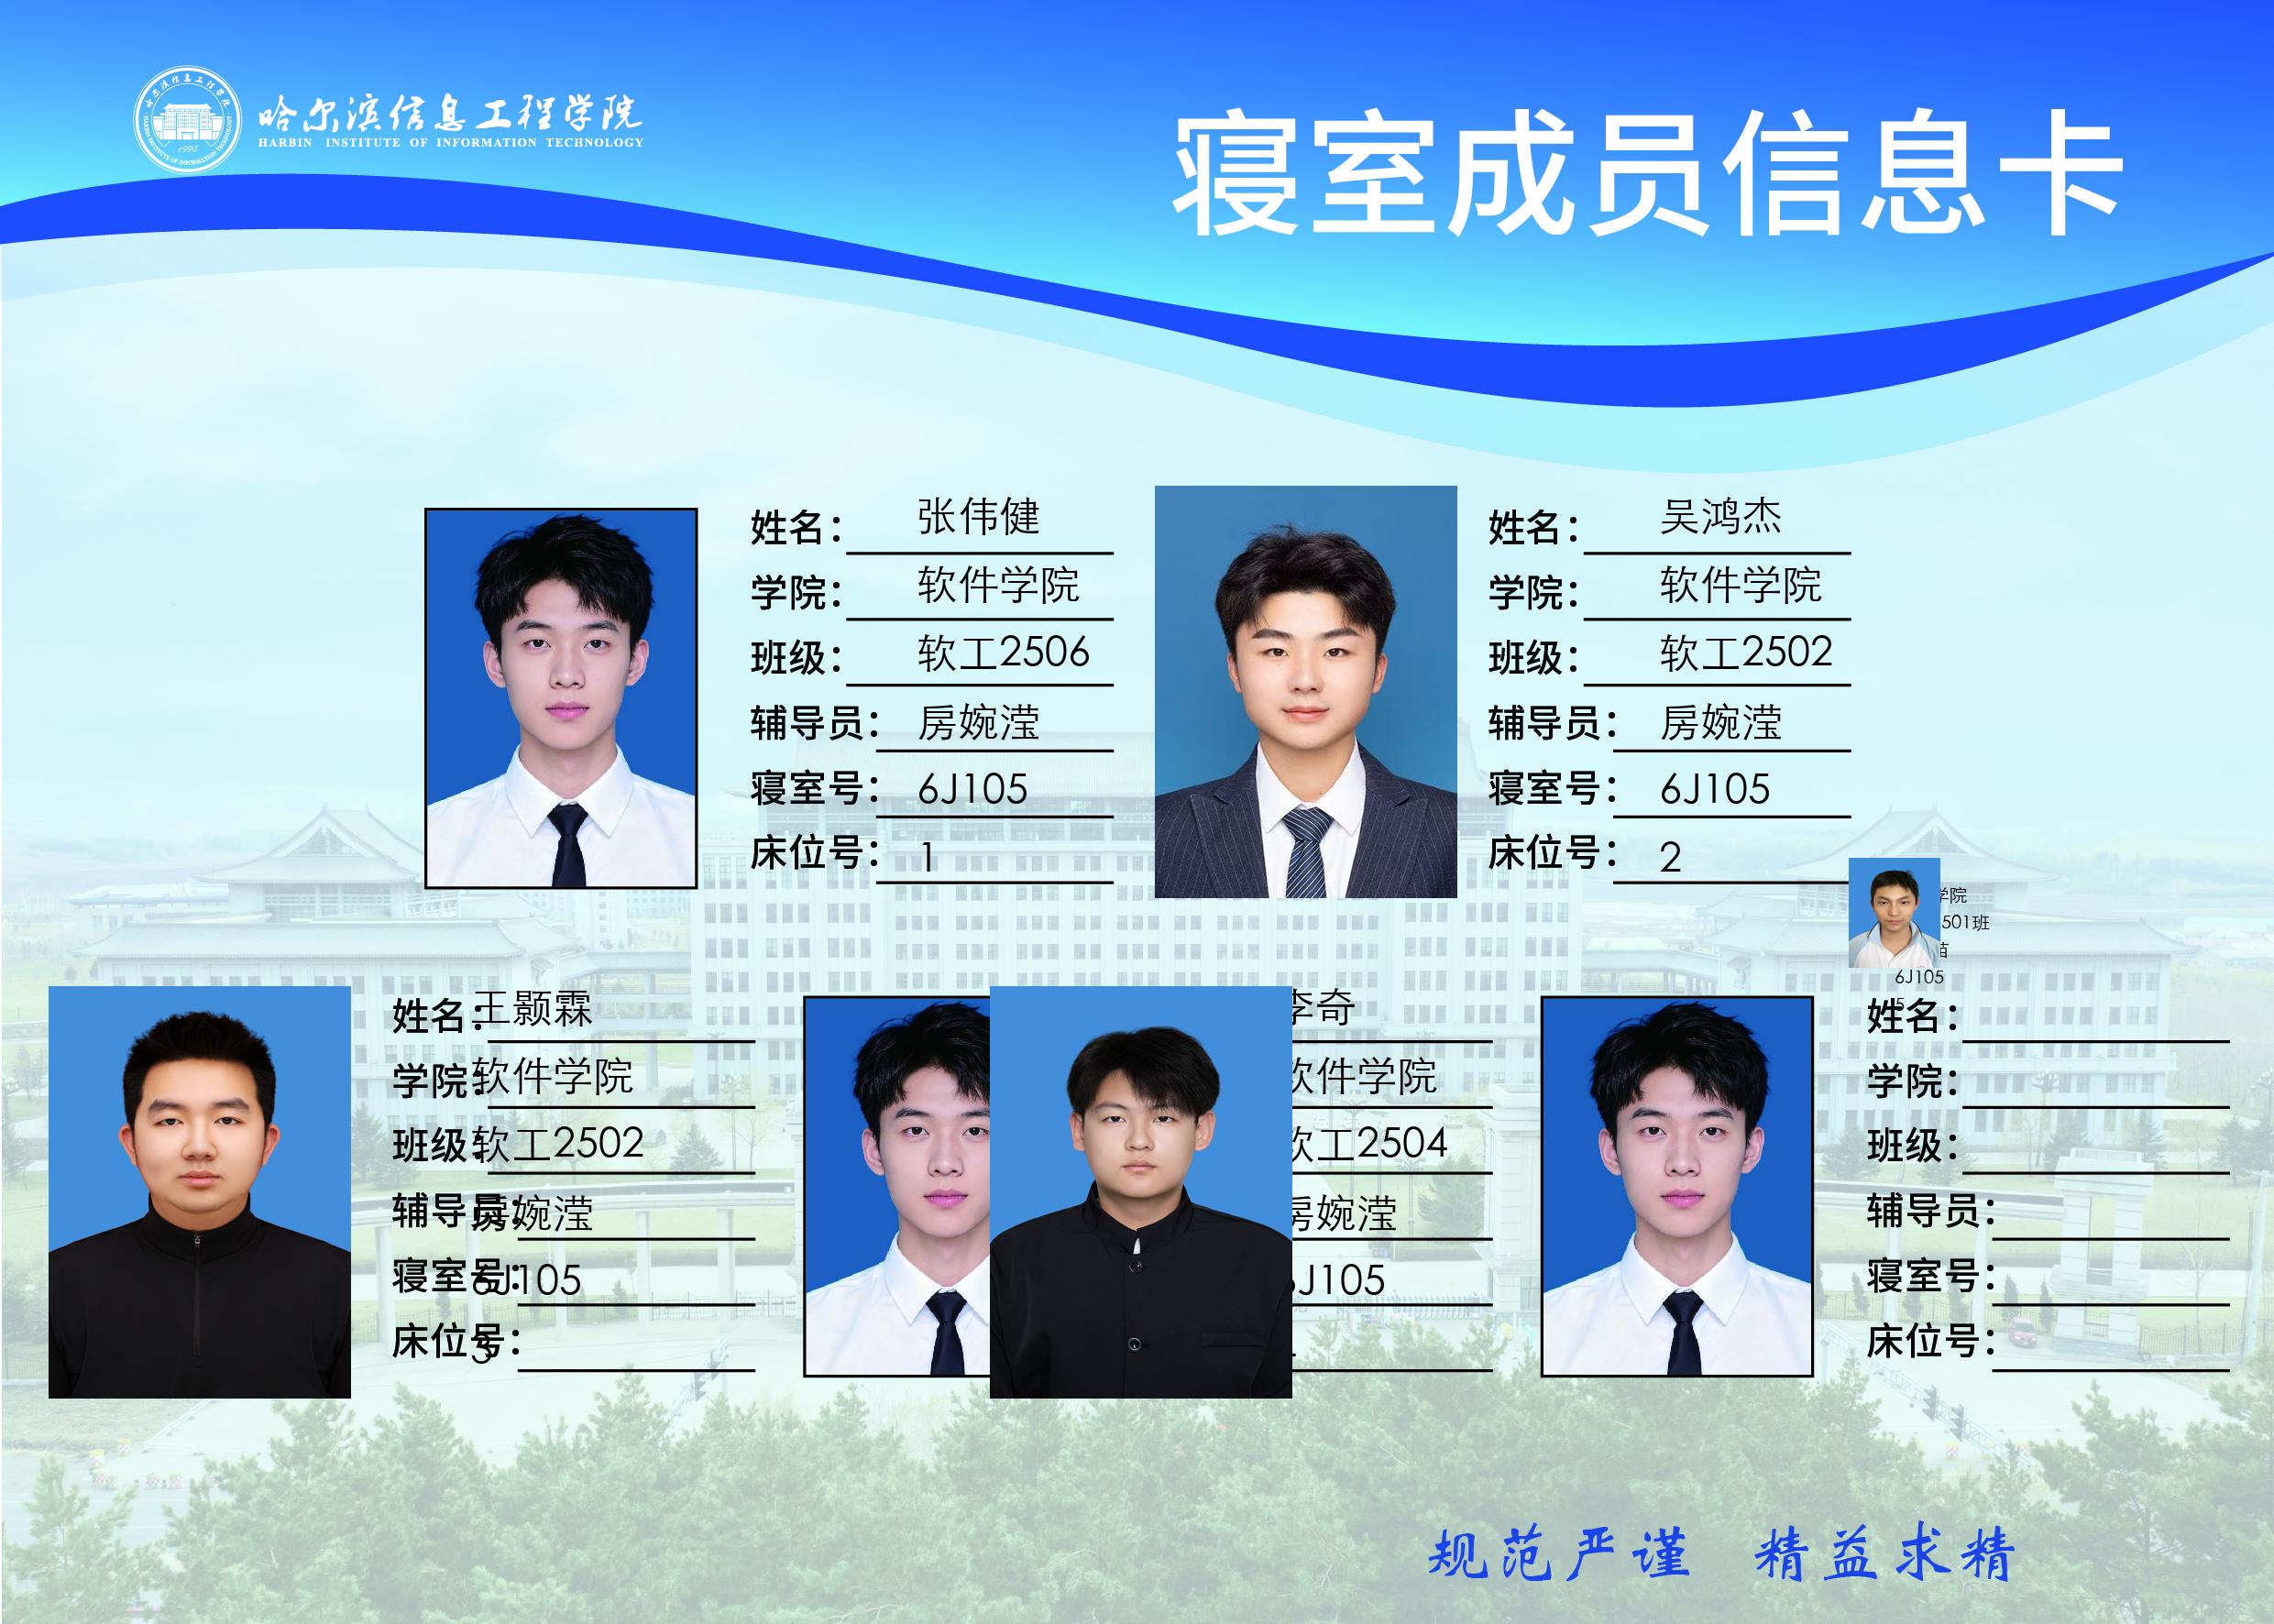 哈尔滨信息工程学院
HARBIN INSTITUTE OF INFORMATION TECHNOLOGY
1995
寝室成员信息卡
姓名： 张伟健
学院： 软件学院
班级： 软工2506
辅导员： 房婉滢
寝室号： 6J105
床位号： 1
姓名： 吴鸿杰
学院： 软件学院
班级： 软工2502
辅导员： 房婉滢
寝室号： 6J105
床位号： 2
学院
501班
6J105
姓名：王颢霖
学院：软件学院
班级：软工2502
辅导员：房婉滢
寝室号：6J105
床位号：3
李奇
软件学院
软工2504
房婉滢
6J105
姓名：
学院：
班级：
辅导员：
寝室号：
床位号：
规范严谨 精益求精